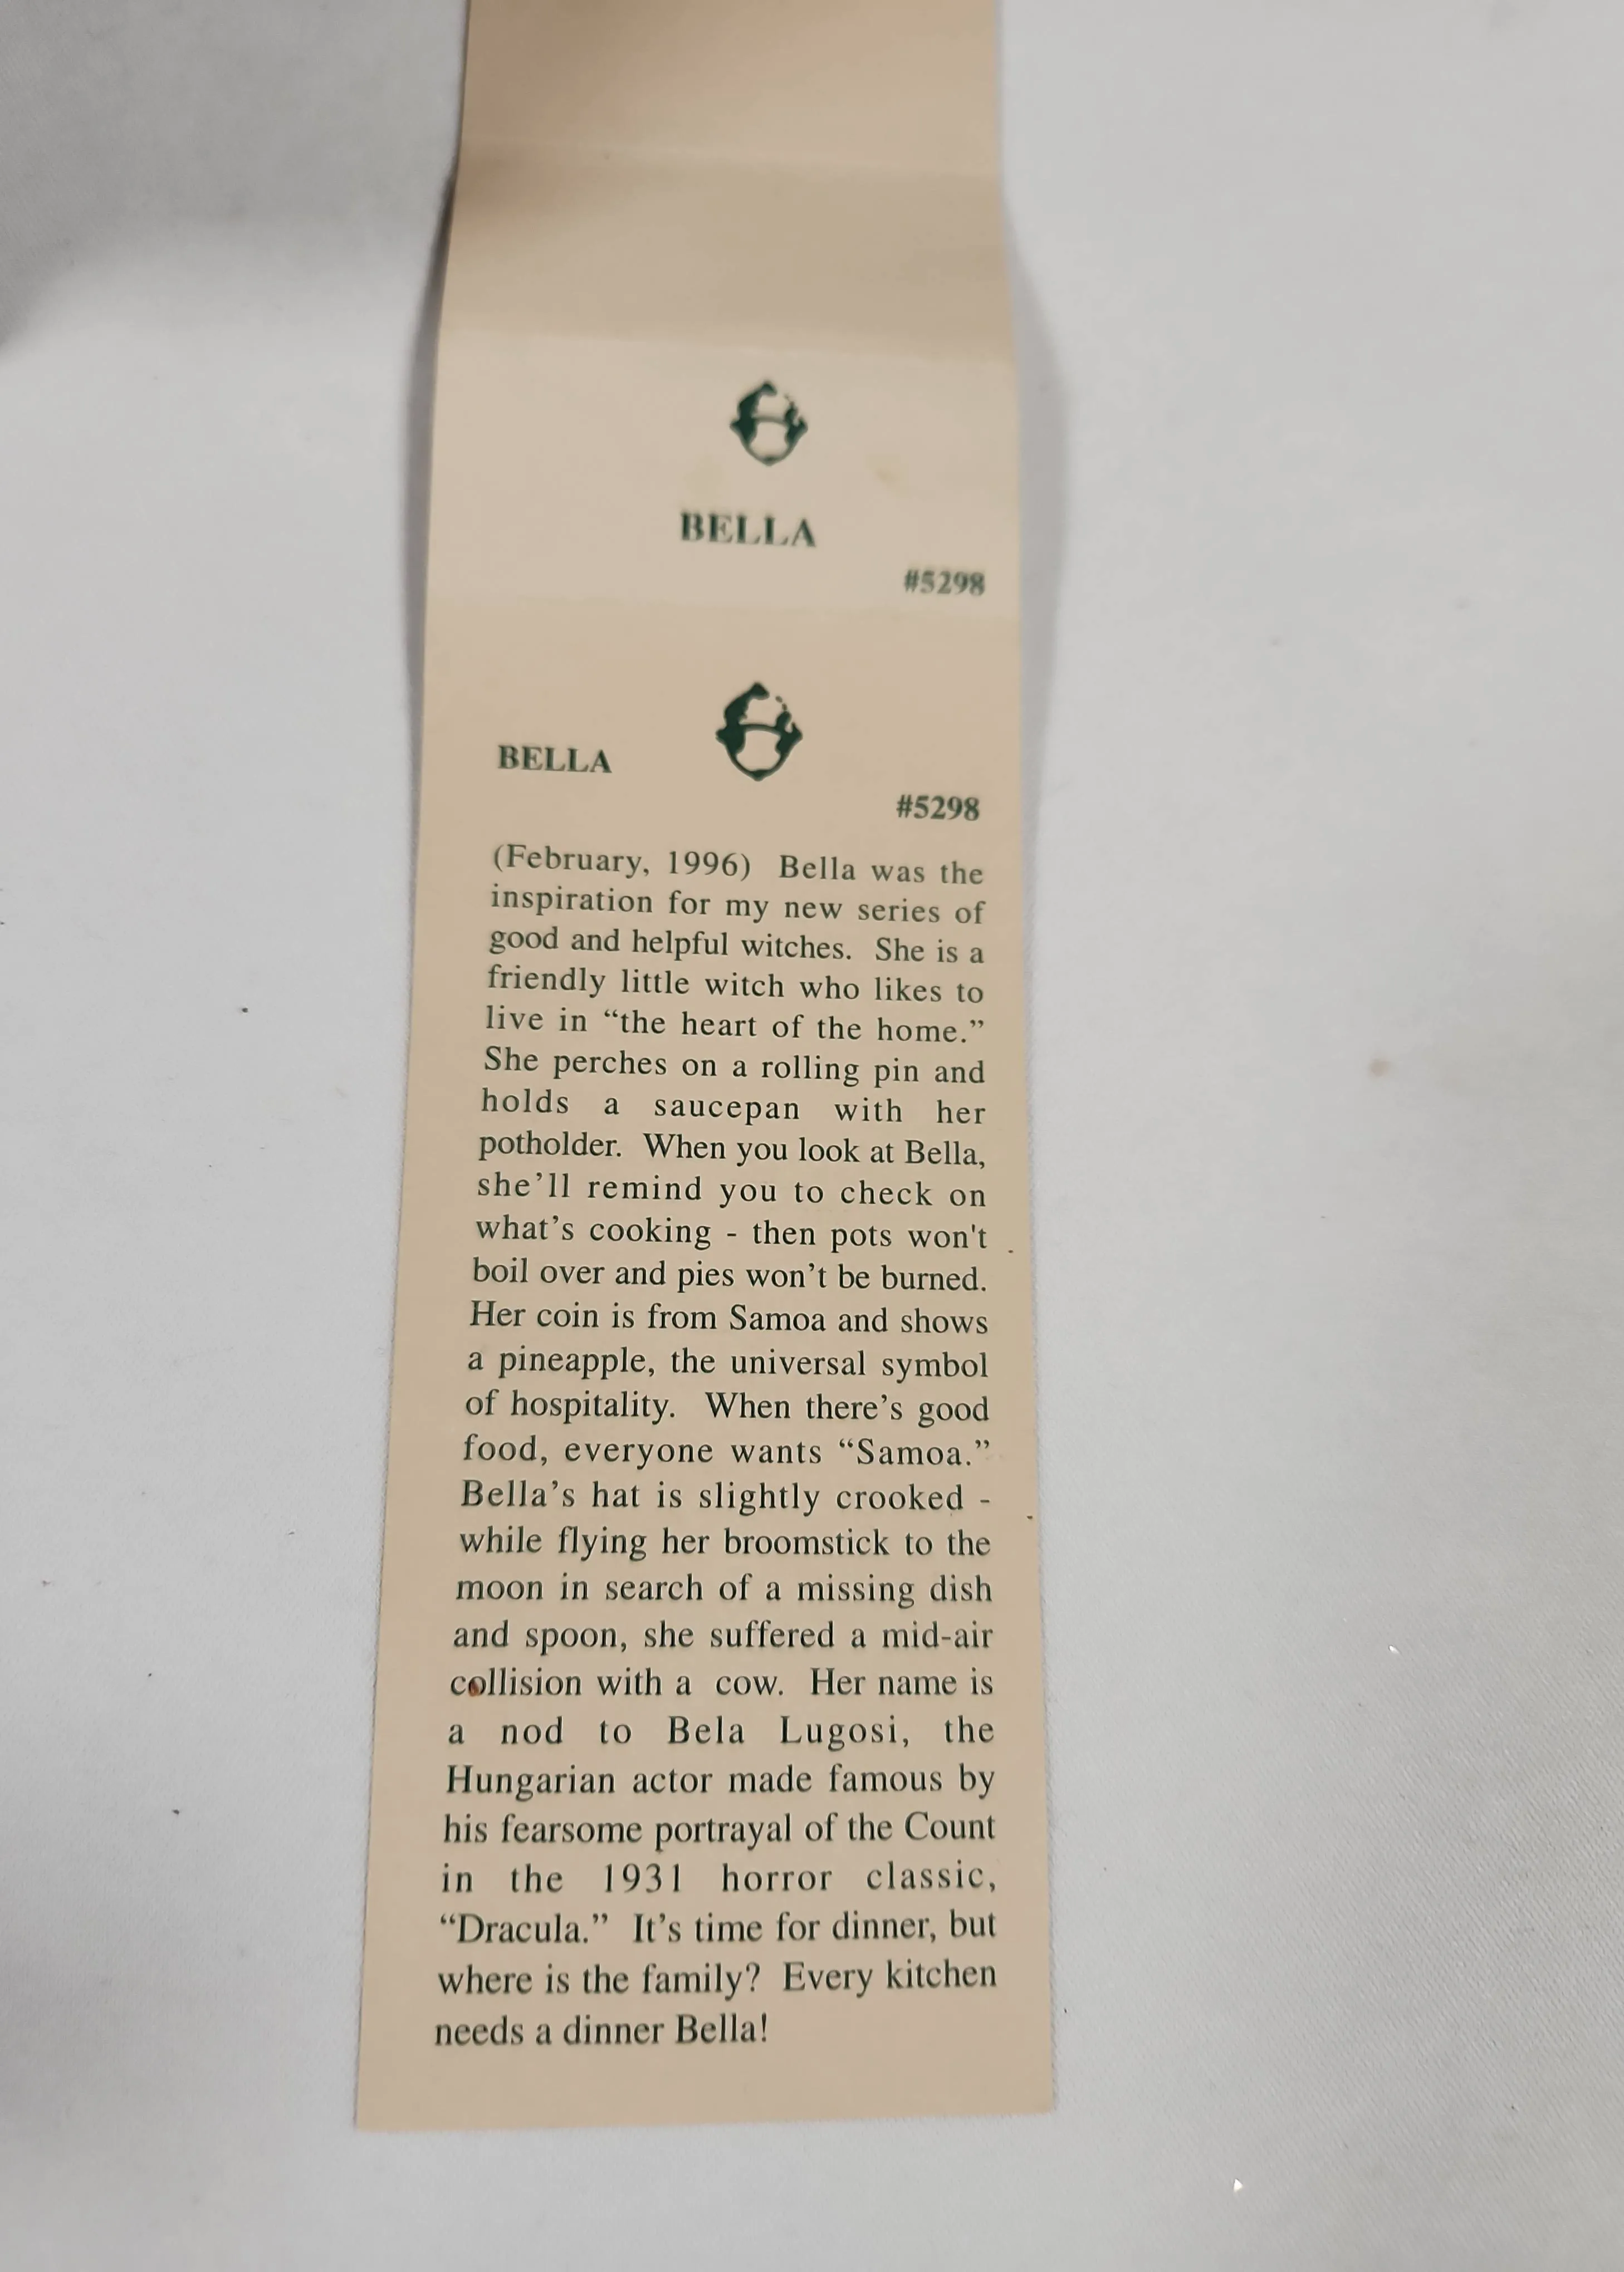 BELLA
#5298
BELLA
#5298
(February, 1996) Bella was the
inspiration for my new series of
good and helpful witches. She is a
friendly little witch who likes to
live in “the heart of the home.”
She perches on a rolling pin and
holds a saucepan with her
potholder. When you look at Bella,
she’ll remind you to check on
what’s cooking - then pots won't
boil over and pies won’t be burned.
Her coin is from Samoa and shows
a pineapple, the universal symbol
of hospitality. When there’s good
food, everyone wants “Samoa.”
Bella’s hat is slightly crooked -
while flying her broomstick to the
moon in search of a missing dish
and spoon, she suffered a mid-air
collision with a cow. Her name is
a nod to Bela Lugosi, the
Hungarian actor made famous by
his fearsome portrayal of the Count
in the 1931 horror classic,
“Dracula.” It’s time for dinner, but
where is the family? Every kitchen
needs a dinner Bella!